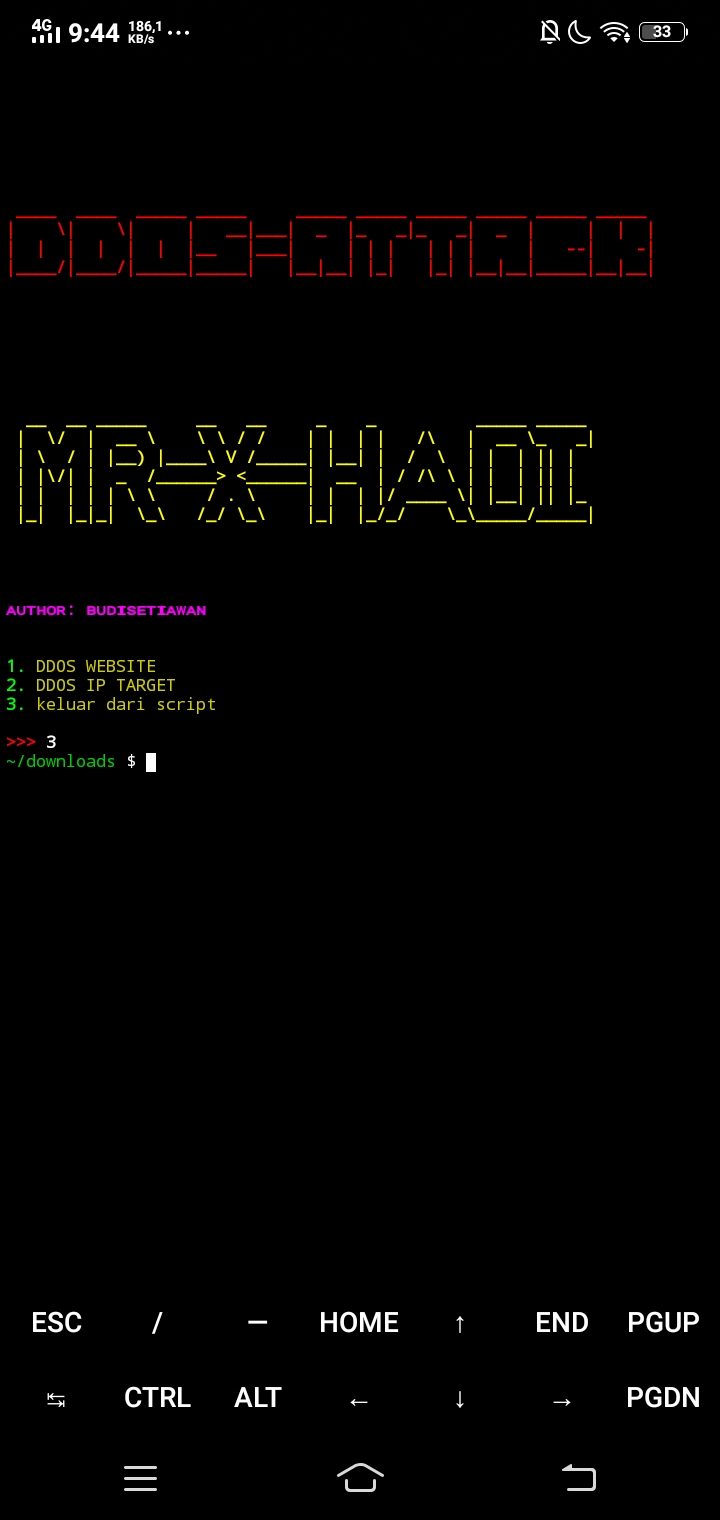 4G 9:44 186,1 KB/s ... 33
DDOS-ATTACK
MR-X-HADI
AUTHOR: BUDISETIAWAN
1. DDOS WEBSITE
2. DDOS IP TARGET
3. keluar dari script
>>> 3
~/downloads $
ESC / — HOME ↑ END PGUP
↹ CTRL ALT ← ↓ → PGDN